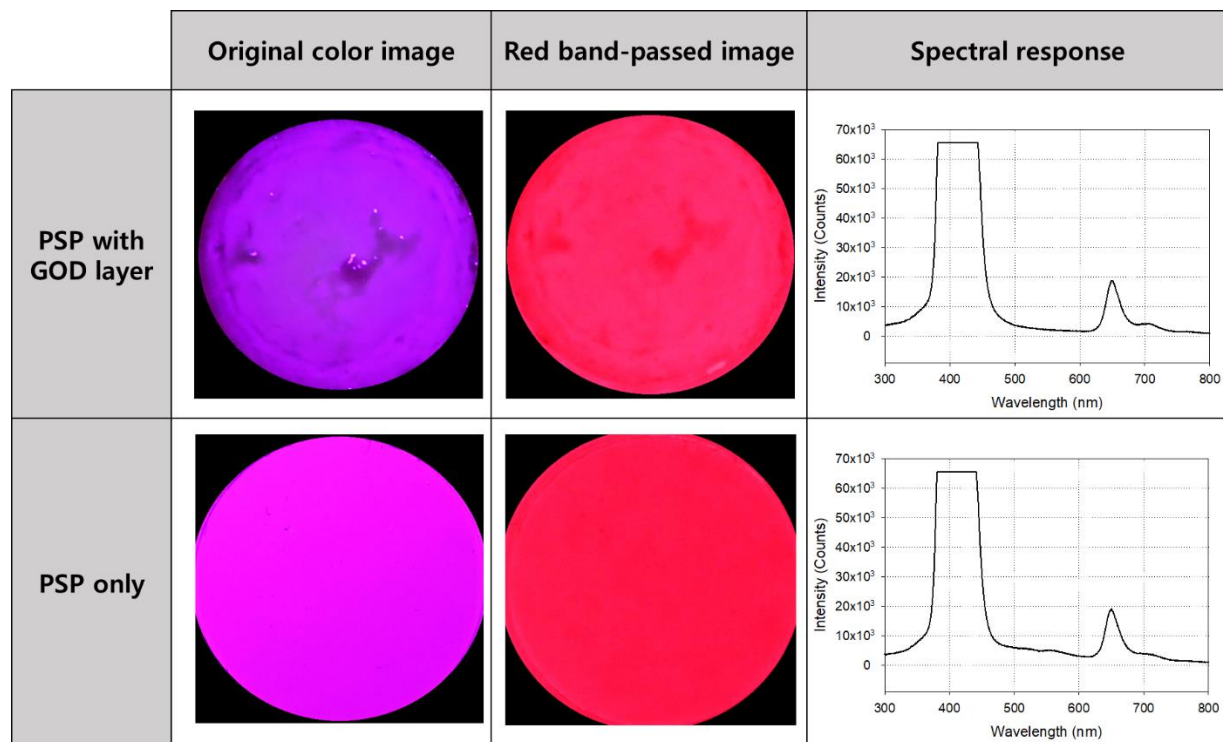 Original color image
Red band-passed image
Spectral response
PSP with
GOD layer
70x10³
60x10³
50x10³
40x10³
30x10³
20x10³
10x10³
0
Intensity (Counts)
300 400 500 600 700 800
Wavelength (nm)
PSP only
70x10³
60x10³
50x10³
40x10³
30x10³
20x10³
10x10³
0
Intensity (Counts)
300 400 500 600 700 800
Wavelength (nm)